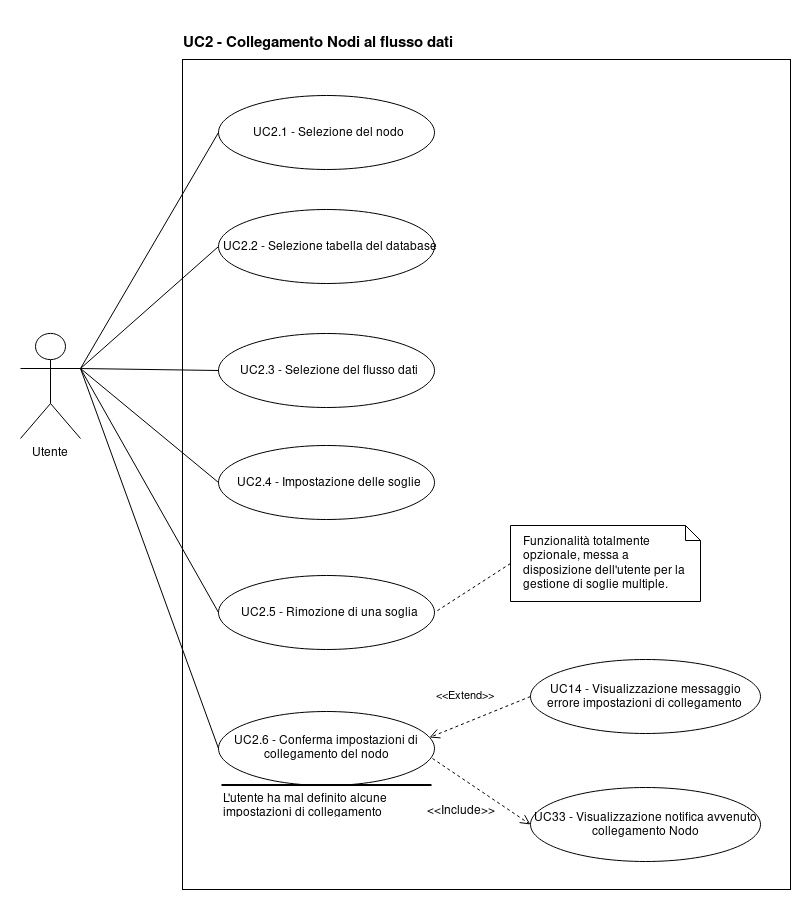 UC2 - Collegamento Nodi al flusso dati
UC2.1 - Selezione del nodo
UC2.2 - Selezione tabella del database
UC2.3 - Selezione del flusso dati
Utente
UC2.4 - Impostazione delle soglie
Funzionalità totalmente
opzionale, messa a
disposizione dell'utente per la
gestione di soglie multiple.
UC2.5 - Rimozione di una soglia
UC14 - Visualizzazione messaggio
errore impostazioni di collegamento
<<Extend>>
UC2.6 - Conferma impostazioni di
collegamento del nodo
L'utente ha mal definito alcune
impostazioni di collegamento
<<Include>>
UC33 - Visualizzazione notifica avvenuto
collegamento Nodo